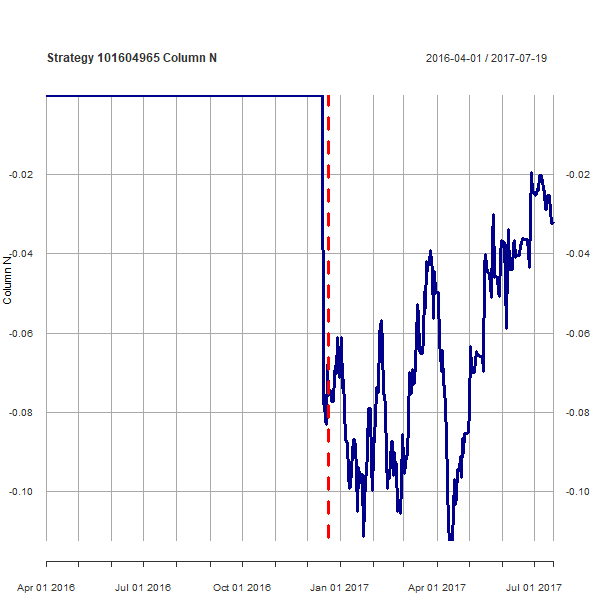 Strategy 101604965 Column N 2016-04-01 / 2017-07-19
-0.02 -0.02
-0.04 -0.04
Column N,
-0.06 -0.06
-0.08 -0.08
-0.10 -0.10
Apr 01 2016 Jul 01 2016 Oct 01 2016 Jan 01 2017 Apr 01 2017 Jul 01 2017